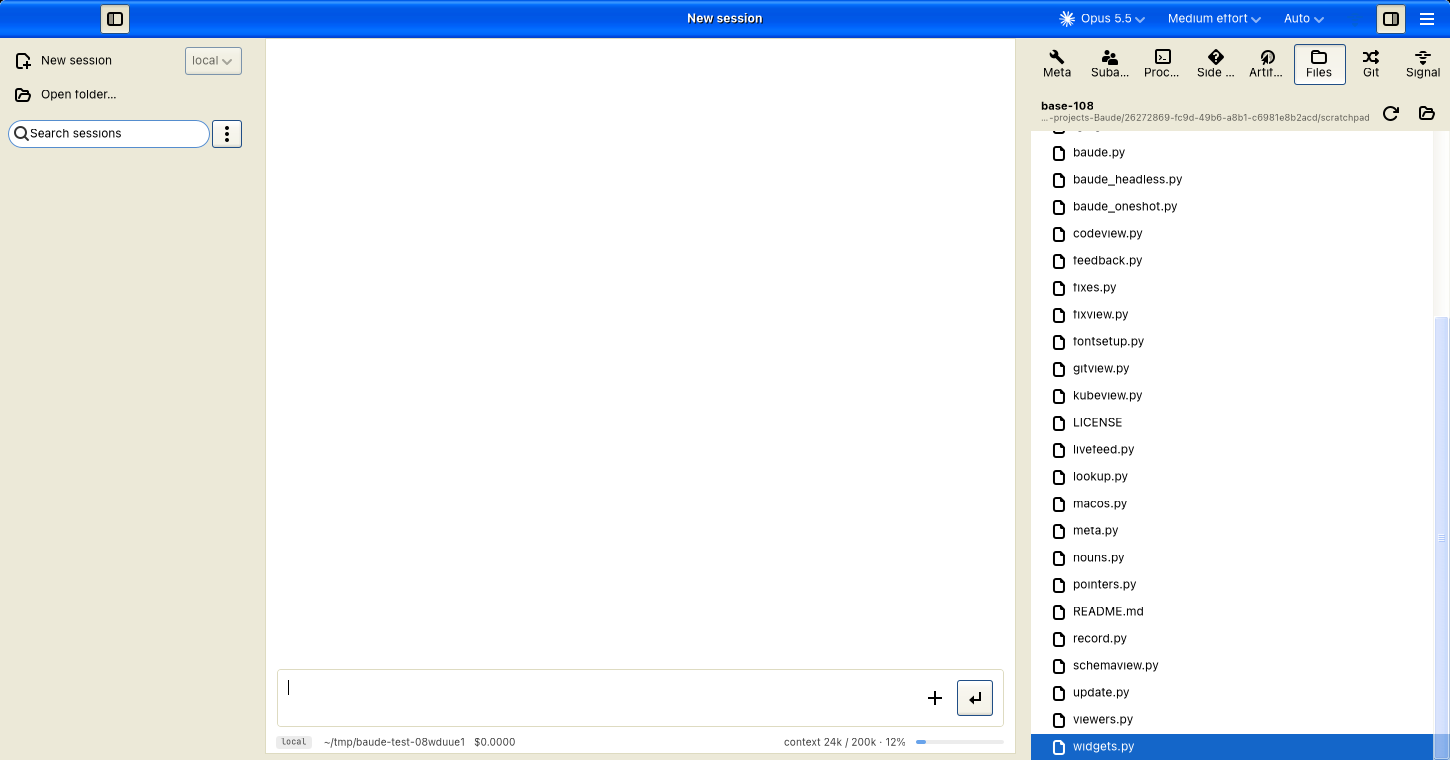 New session
Opus 5.5
Medium effort
Auto
New session
local
Open folder...
Search sessions
Meta
Suba...
Proc...
Side ...
Artif...
Files
Git
Signal
base-108
...-projects-Baude/26272869-fc9d-49b6-a8b1-c6981e8b2acd/scratchpad
baude.py
baude_headless.py
baude_oneshot.py
codeview.py
feedback.py
fixes.py
fixview.py
fontsetup.py
gitview.py
kubeview.py
LICENSE
livefeed.py
lookup.py
macos.py
meta.py
nouns.py
pointers.py
README.md
record.py
schemaview.py
update.py
viewers.py
widgets.py
local
~/tmp/baude-test-08wduue1
$0.0000
context 24k / 200k · 12%